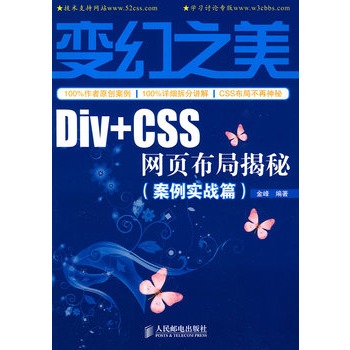 ★技术支持网站www.52css.com ★学习讨论专版www.w3cbbs.com
变幻之美
100%作者原创案例 | 100%详细拆分讲解 | CSS布局不再神秘
Div+CSS
网页布局揭秘
(案例实战篇)
金峰 编著
人民邮电出版社
POSTS & TELECOM PRESS